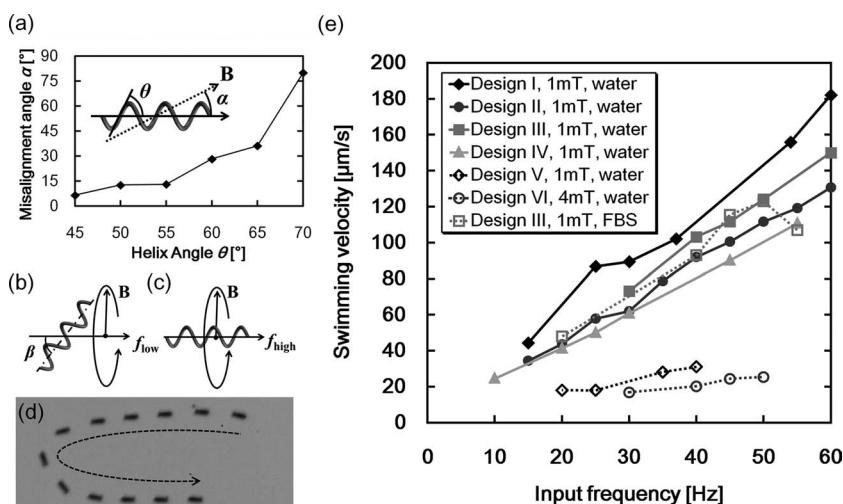 (a)
Misalignment angle α [°]
90
75
60
45
30
15
0
θ
B
α
45 50 55 60 65 70
Helix Angle θ [°]
(b)
B
β
f_low
(c)
B
f_high
(d)
(e)
Swimming velocity [µm/s]
200
180
160
140
120
100
80
60
40
20
0
Design I, 1mT, water
Design II, 1mT, water
Design III, 1mT, water
Design IV, 1mT, water
Design V, 1mT, water
Design VI, 4mT, water
Design III, 1mT, FBS
0 10 20 30 40 50 60
Input frequency [Hz]